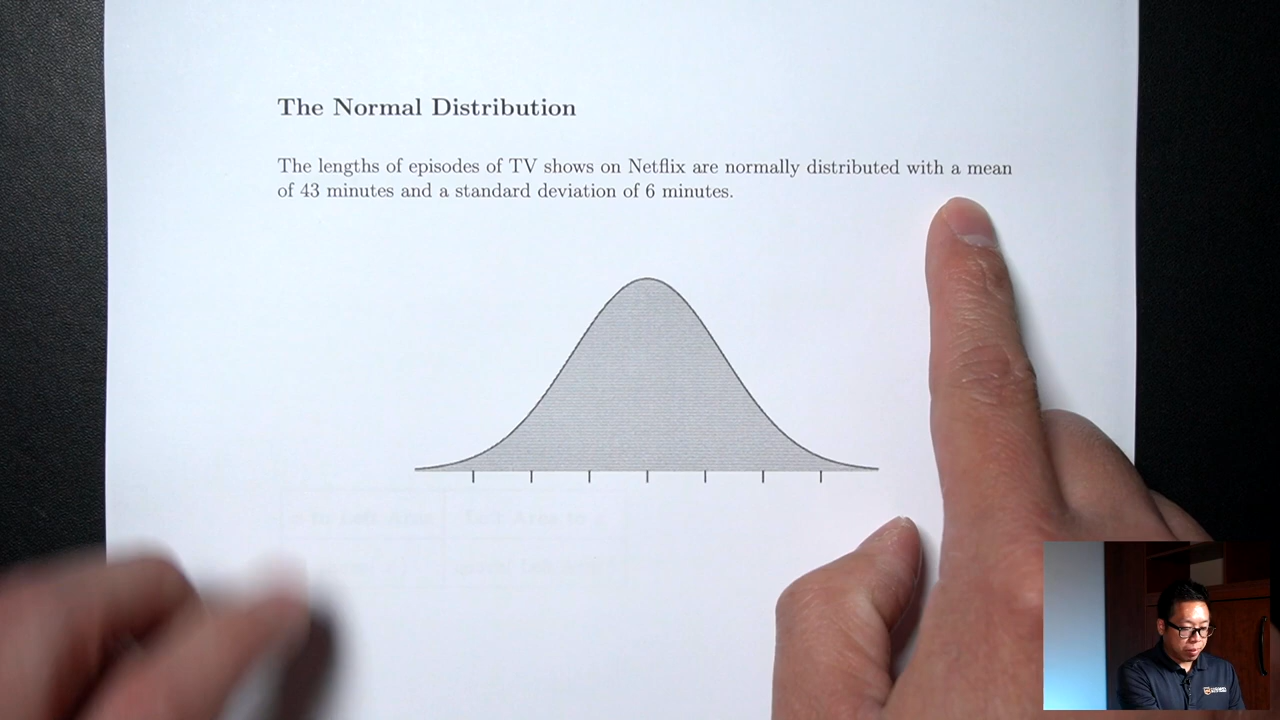 The Normal Distribution
The lengths of episodes of TV shows on Netflix are normally distributed with a mean
of 43 minutes and a standard deviation of 6 minutes.